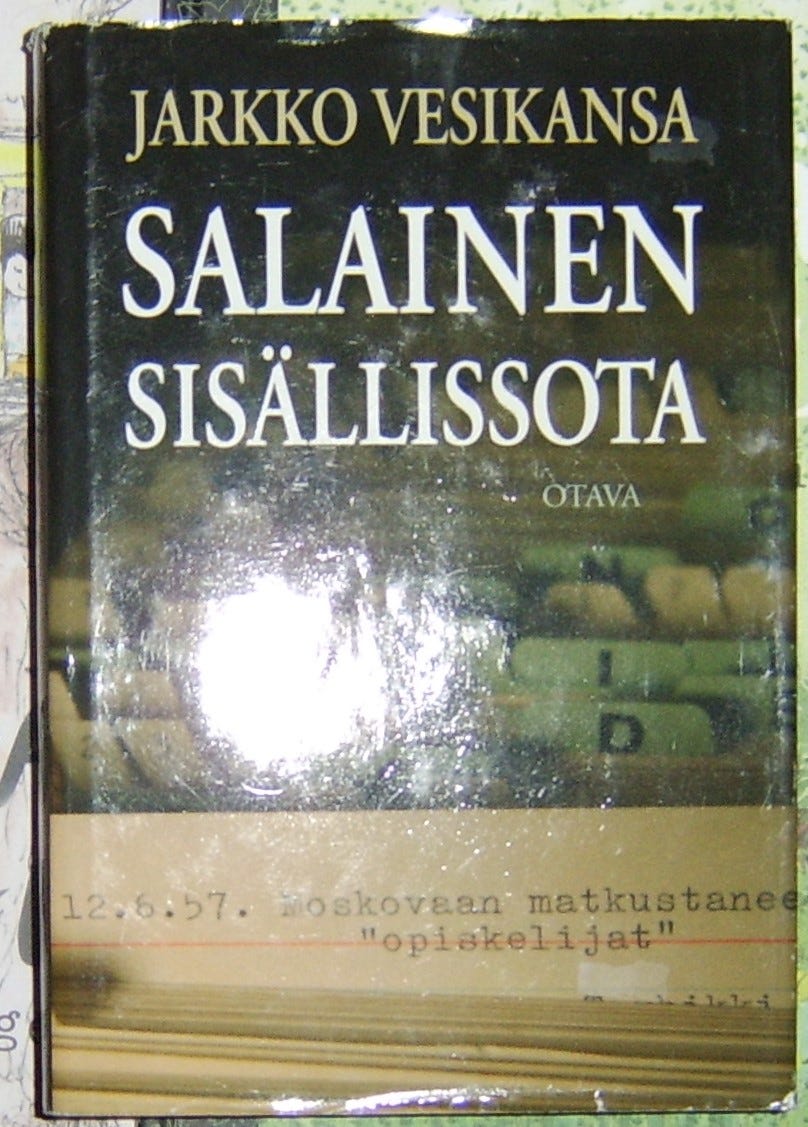 JARKKO VESIKANSA
SALAINEN
SISÄLLISSOTA
OTAVA
N
I
D
12.6.57. Moskovaan matkustanee
"opiskelijat"